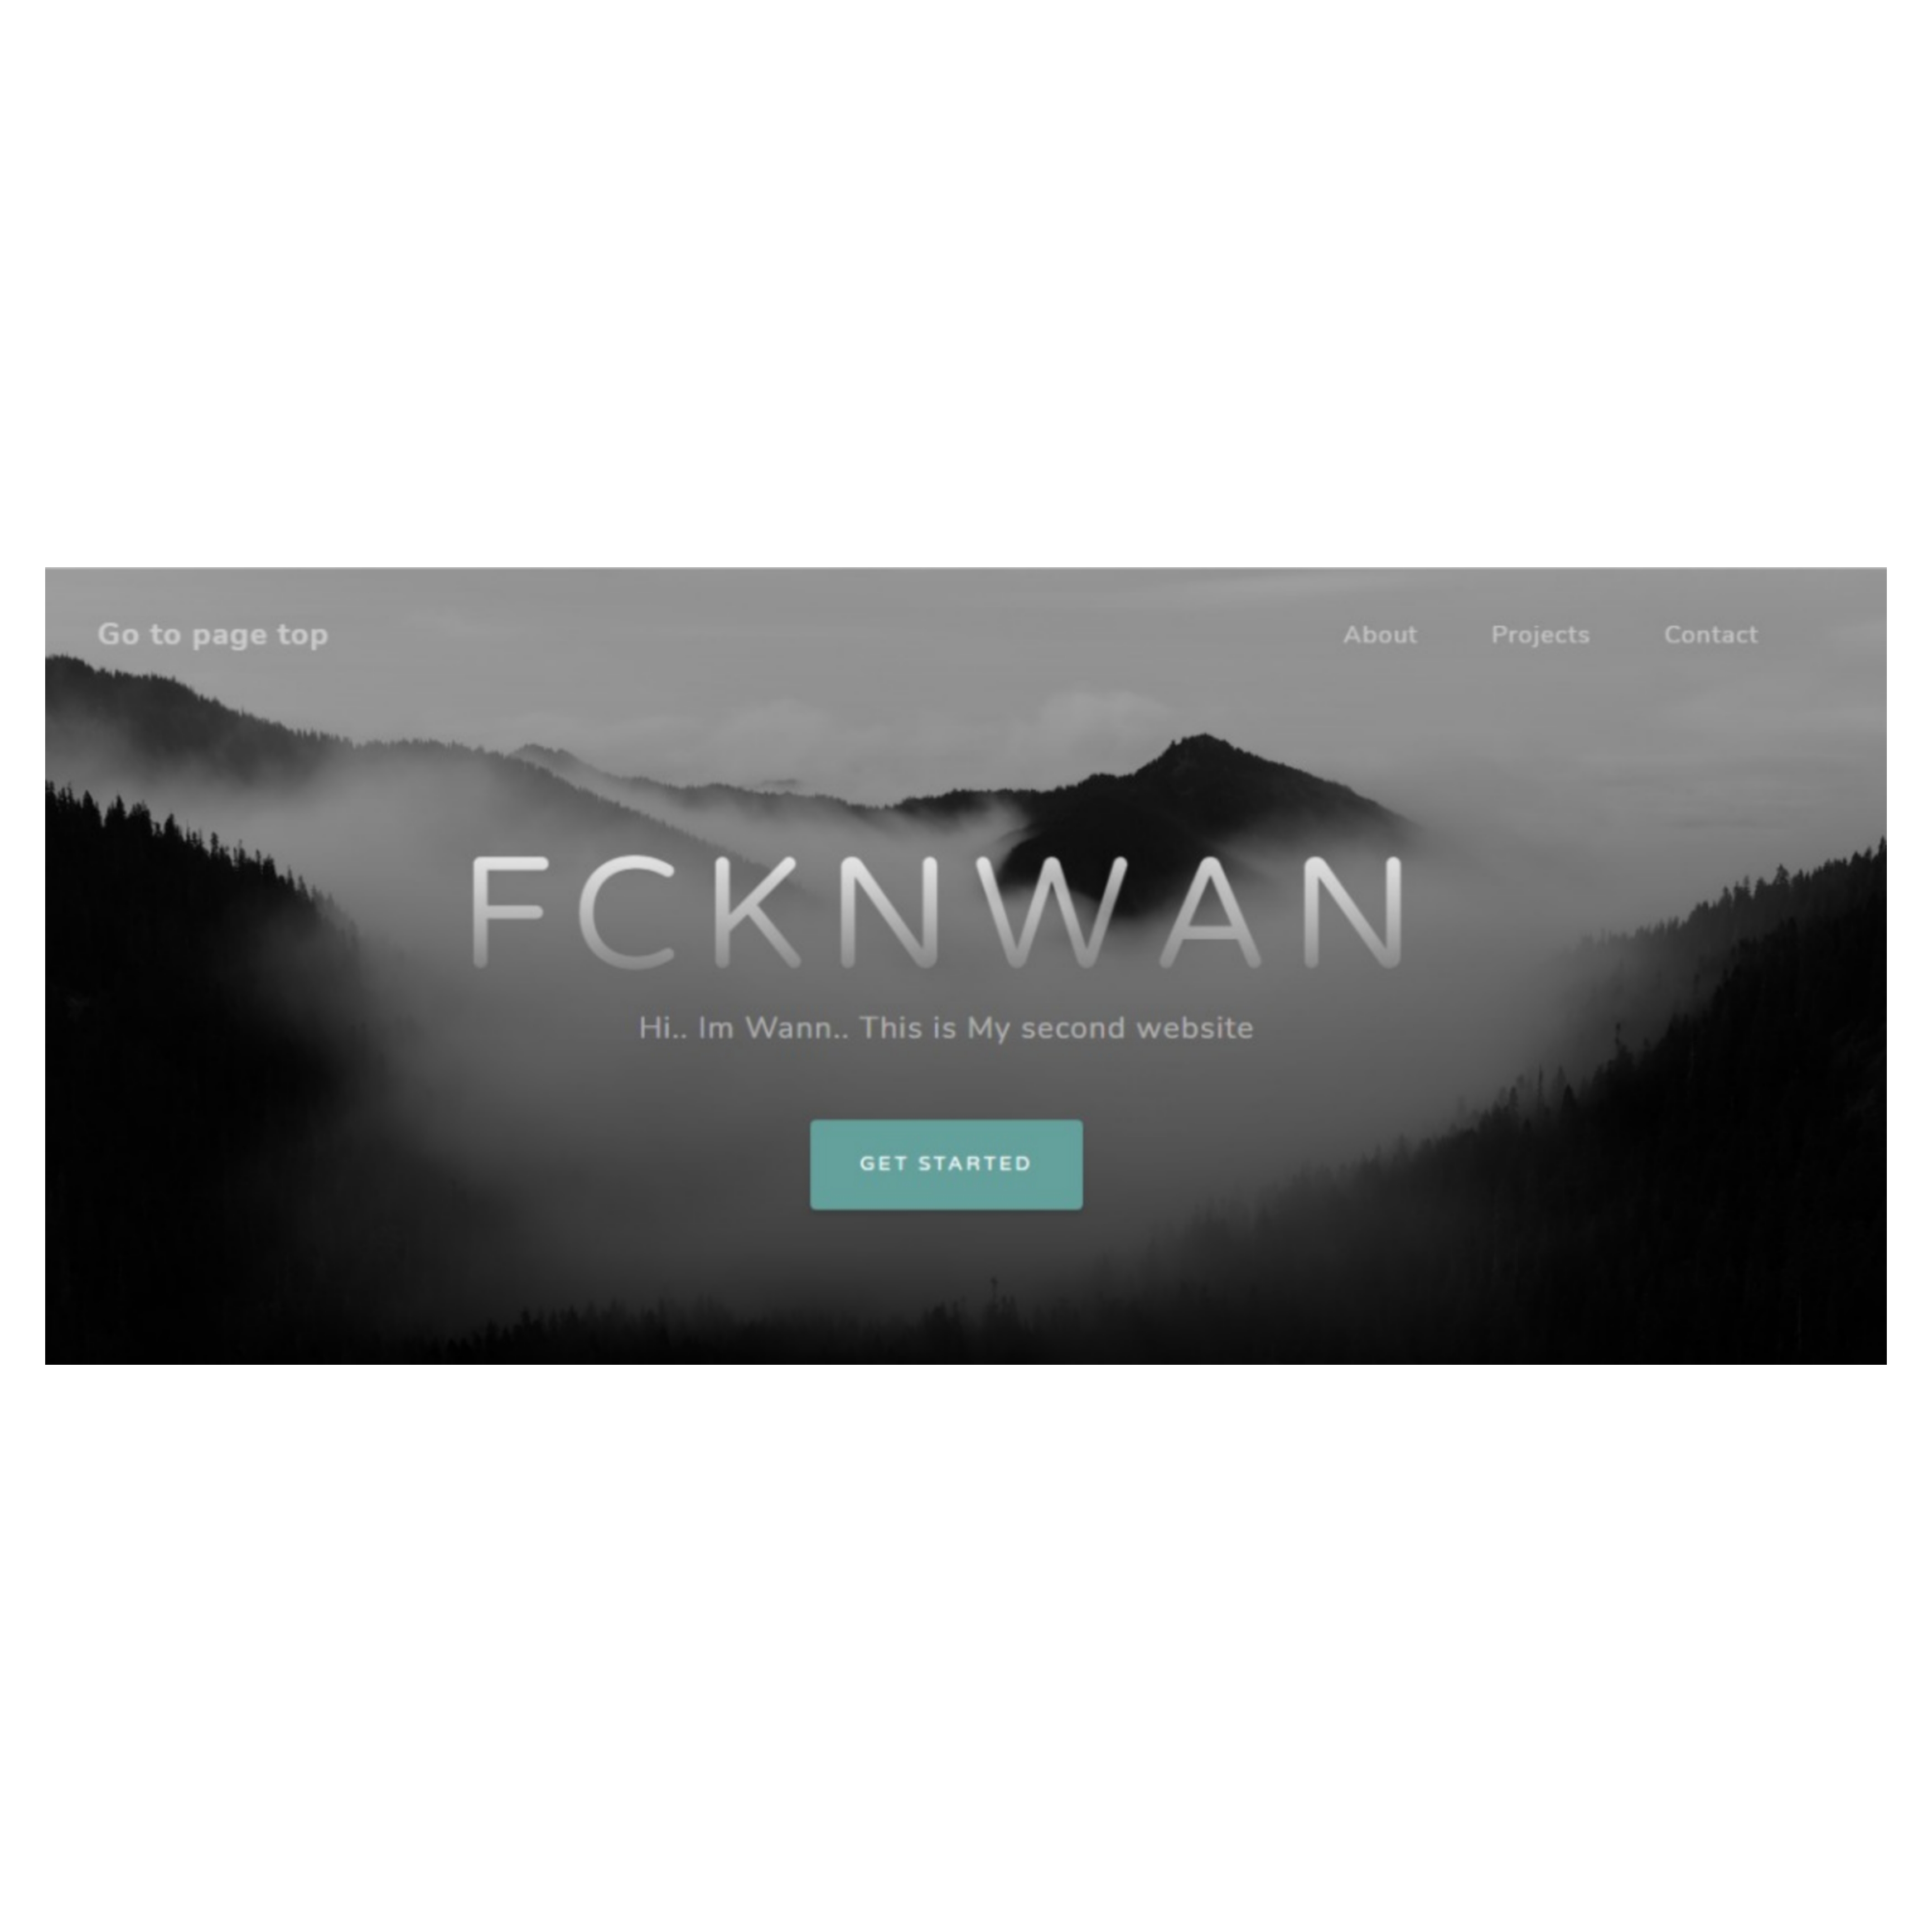 Go to page top About Projects Contact
FCKNWAN
Hi.. Im Wann.. This is My second website
GET STARTED